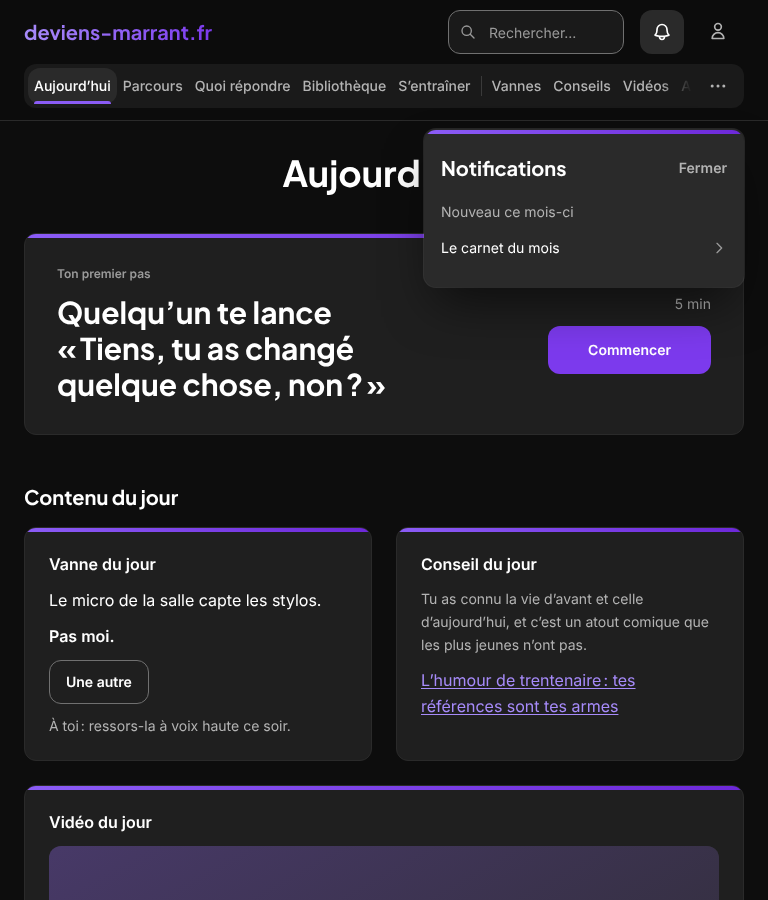 deviens-marrant.fr
Rechercher...
Aujourd’hui Parcours Quoi répondre Bibliothèque S’entraîner Vannes Conseils Vidéos
Notifications Fermer
Nouveau ce mois-ci
Le carnet du mois
Aujourd
Ton premier pas
Quelqu’un te lance
« Tiens, tu as changé
quelque chose, non ? »
5 min
Commencer
Contenu du jour
Vanne du jour
Le micro de la salle capte les stylos.
Pas moi.
Une autre
À toi : ressors-la à voix haute ce soir.
Conseil du jour
Tu as connu la vie d’avant et celle
d’aujourd’hui, et c’est un atout comique que
les plus jeunes n’ont pas.
L’humour de trentenaire : tes
références sont tes armes
Vidéo du jour